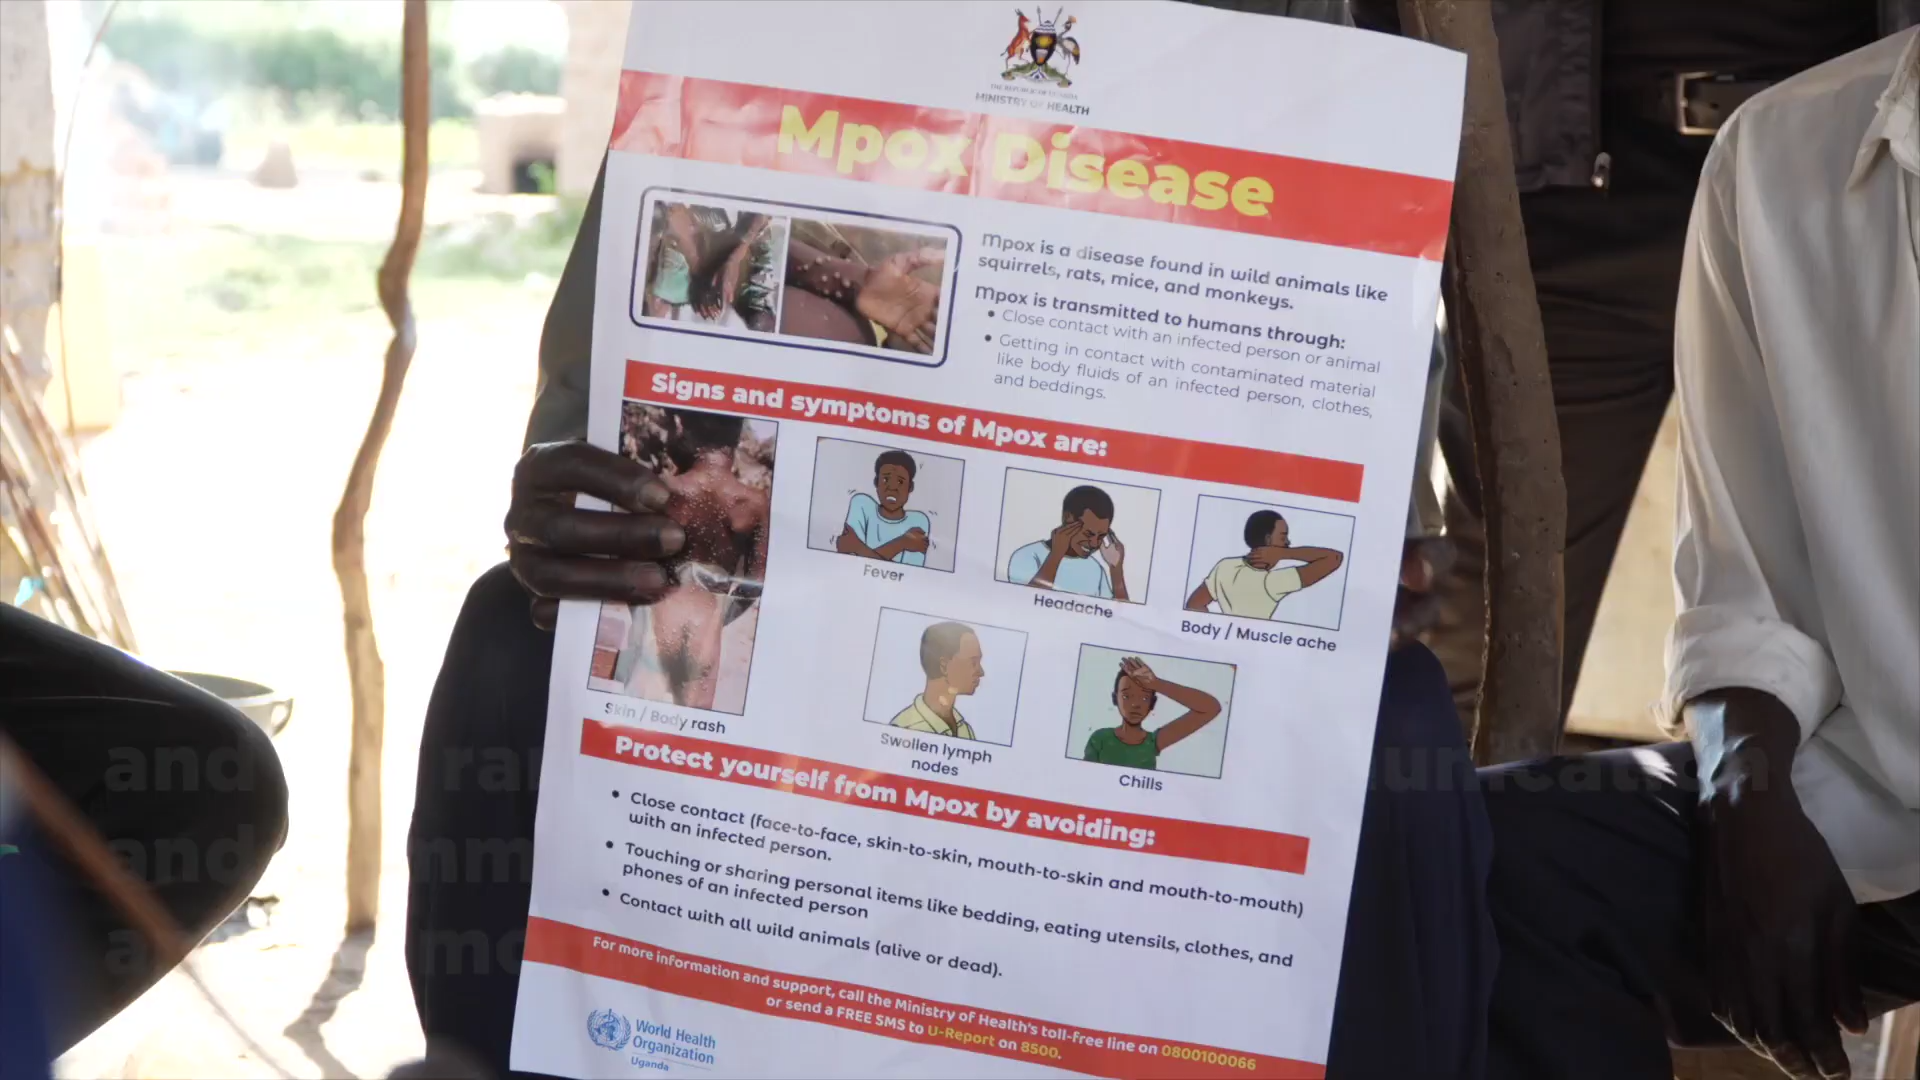 THE REPUBLIC OF UGANDA
MINISTRY OF HEALTH
Mpox Disease
Mpox is a disease found in wild animals like
squirrels, rats, mice, and monkeys.
Mpox is transmitted to humans through:
• Close contact with an infected person or animal
• Getting in contact with contaminated material
like body fluids of an infected person, clothes,
and beddings.
Signs and symptoms of Mpox are:
Fever
Headache
Body / Muscle ache
Skin / Body rash
Swollen lymph
nodes
Chills
Protect yourself from Mpox by avoiding:
• Close contact (face-to-face, skin-to-skin, mouth-to-skin and mouth-to-mouth)
with an infected person.
• Touching or sharing personal items like bedding, eating utensils, clothes, and
phones of an infected person
• Contact with all wild animals (alive or dead).
For more information and support, call the Ministry of Health's toll-free line on 0800100066
or send a FREE SMS to U-Report on 8500.
World Health
Organization
Uganda
and
and